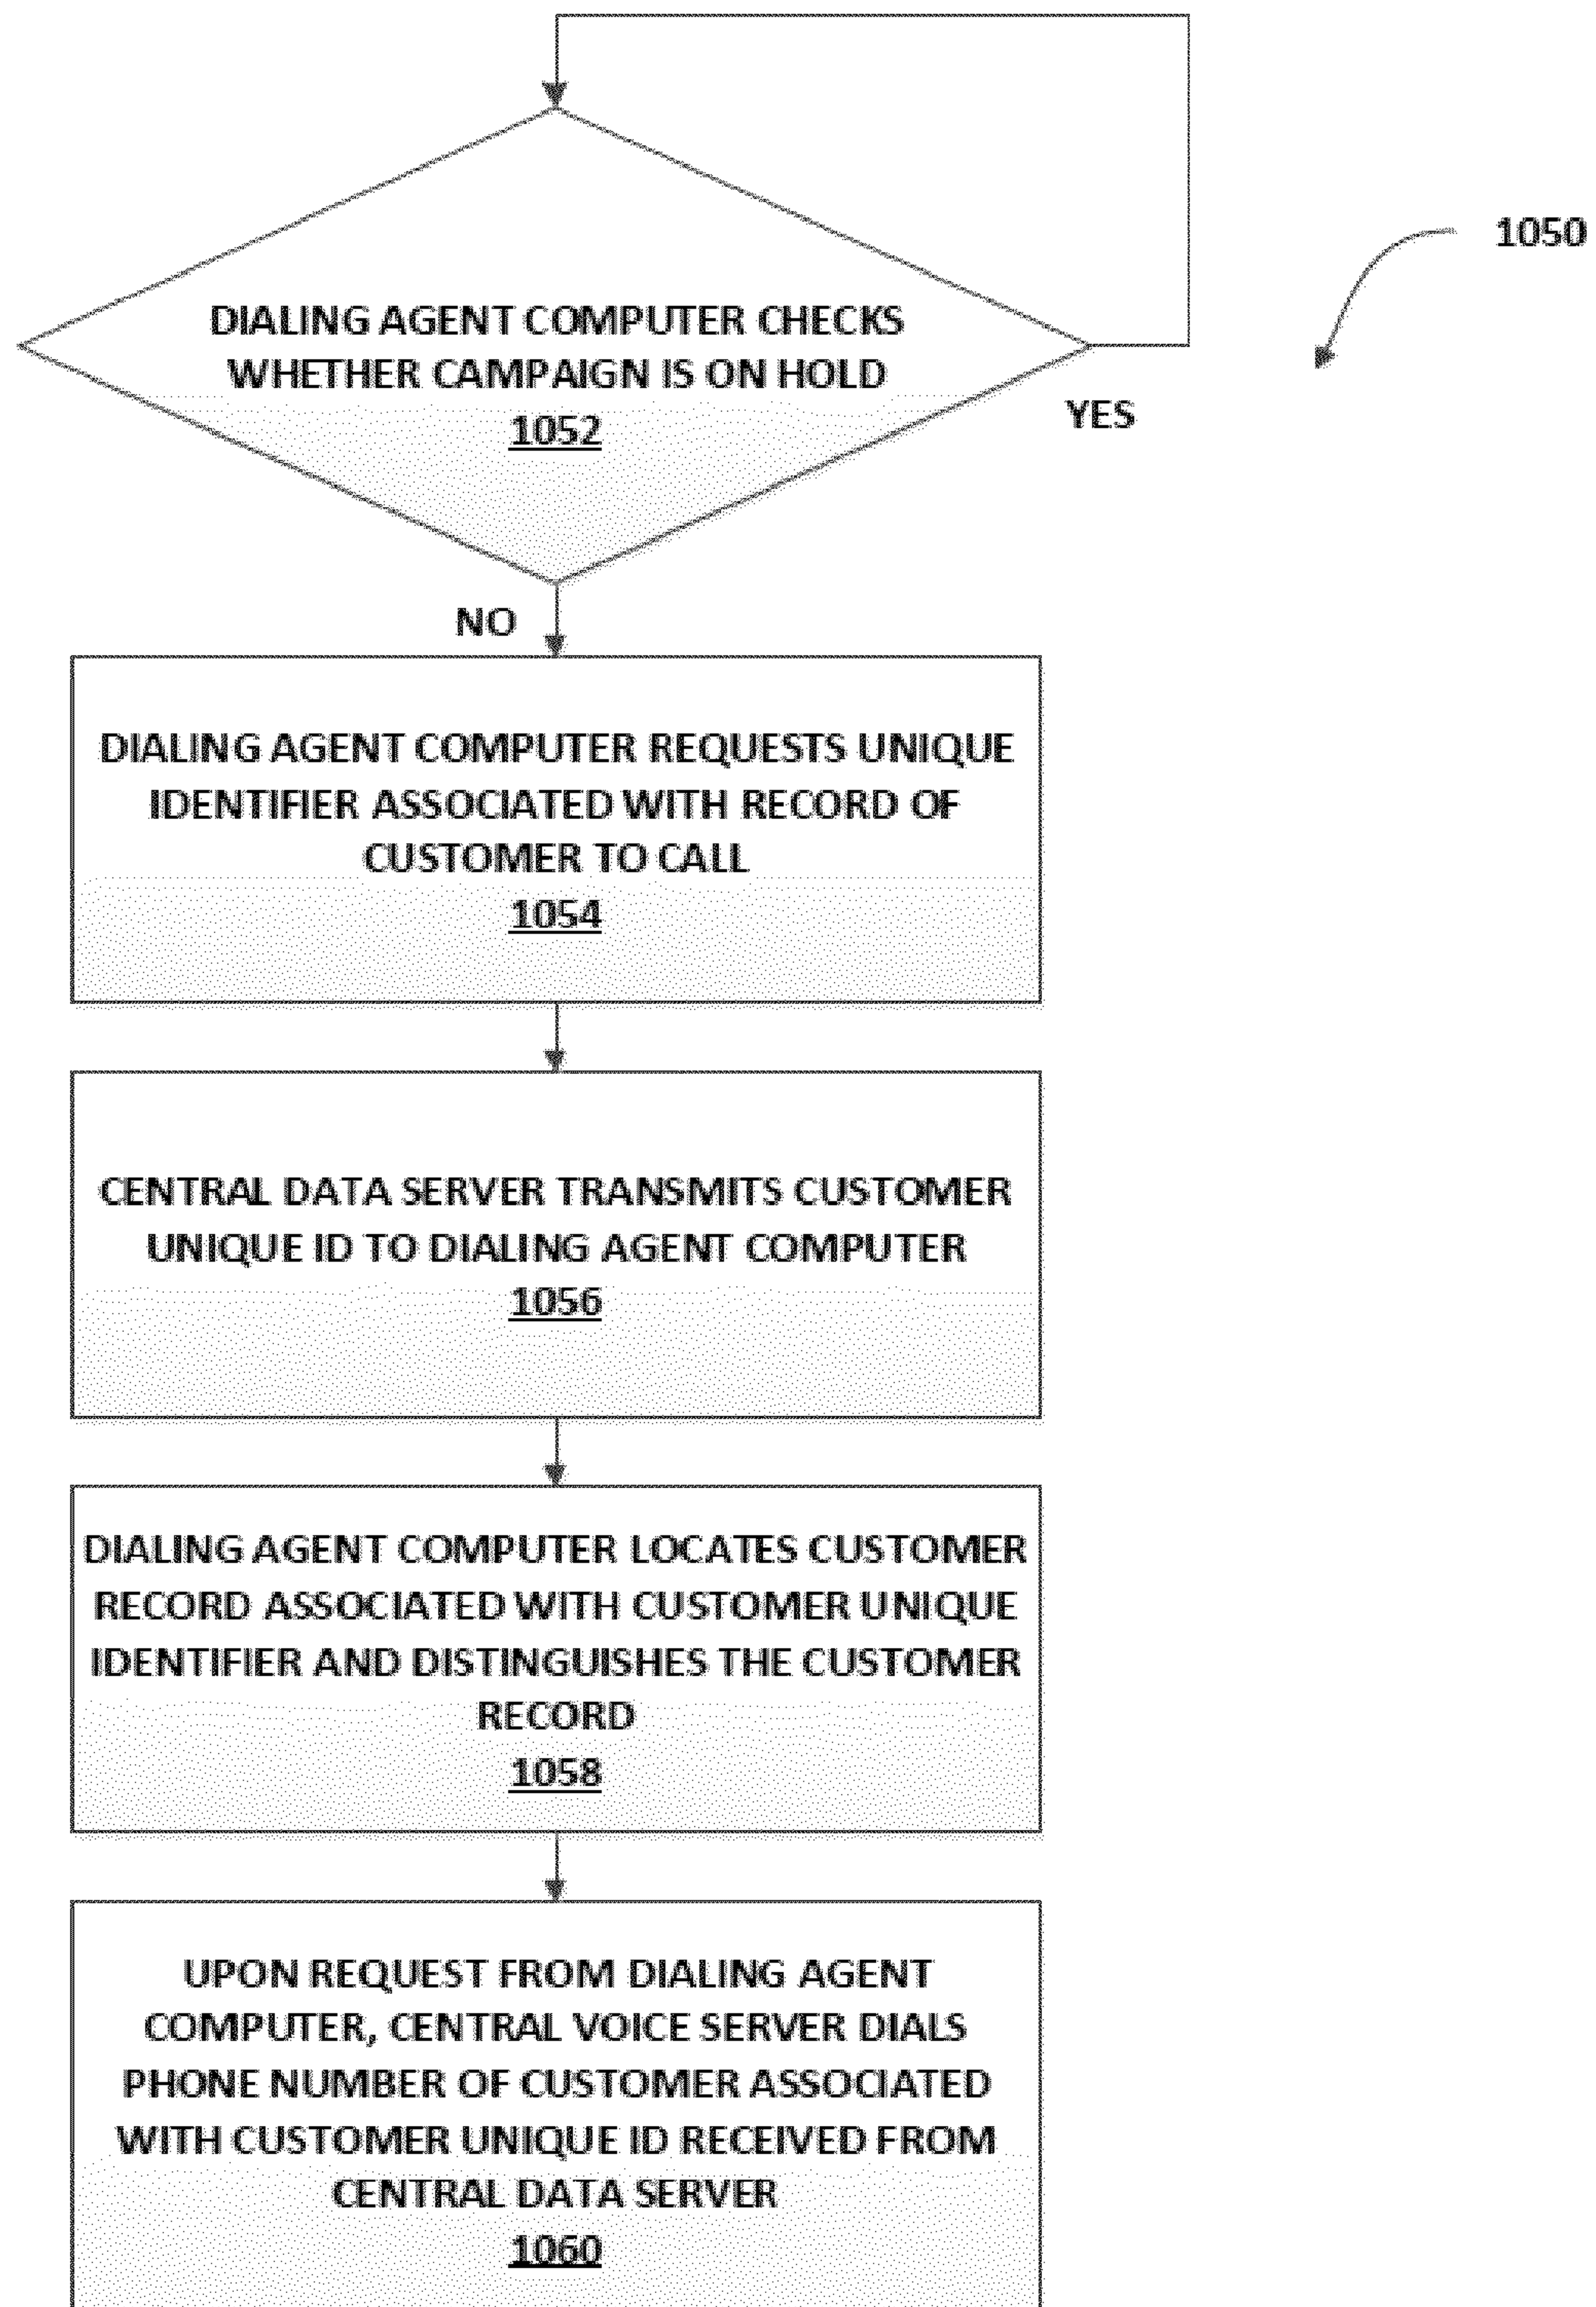 1050
DIALING AGENT COMPUTER CHECKS
WHETHER CAMPAIGN IS ON HOLD
1052
YES
NO
DIALING AGENT COMPUTER REQUESTS UNIQUE
IDENTIFIER ASSOCIATED WITH RECORD OF
CUSTOMER TO CALL
1054
CENTRAL DATA SERVER TRANSMITS CUSTOMER
UNIQUE ID TO DIALING AGENT COMPUTER
1056
DIALING AGENT COMPUTER LOCATES CUSTOMER
RECORD ASSOCIATED WITH CUSTOMER UNIQUE
IDENTIFIER AND DISTINGUISHES THE CUSTOMER
RECORD
1058
UPON REQUEST FROM DIALING AGENT
COMPUTER, CENTRAL VOICE SERVER DIALS
PHONE NUMBER OF CUSTOMER ASSOCIATED
WITH CUSTOMER UNIQUE ID RECEIVED FROM
CENTRAL DATA SERVER
1060